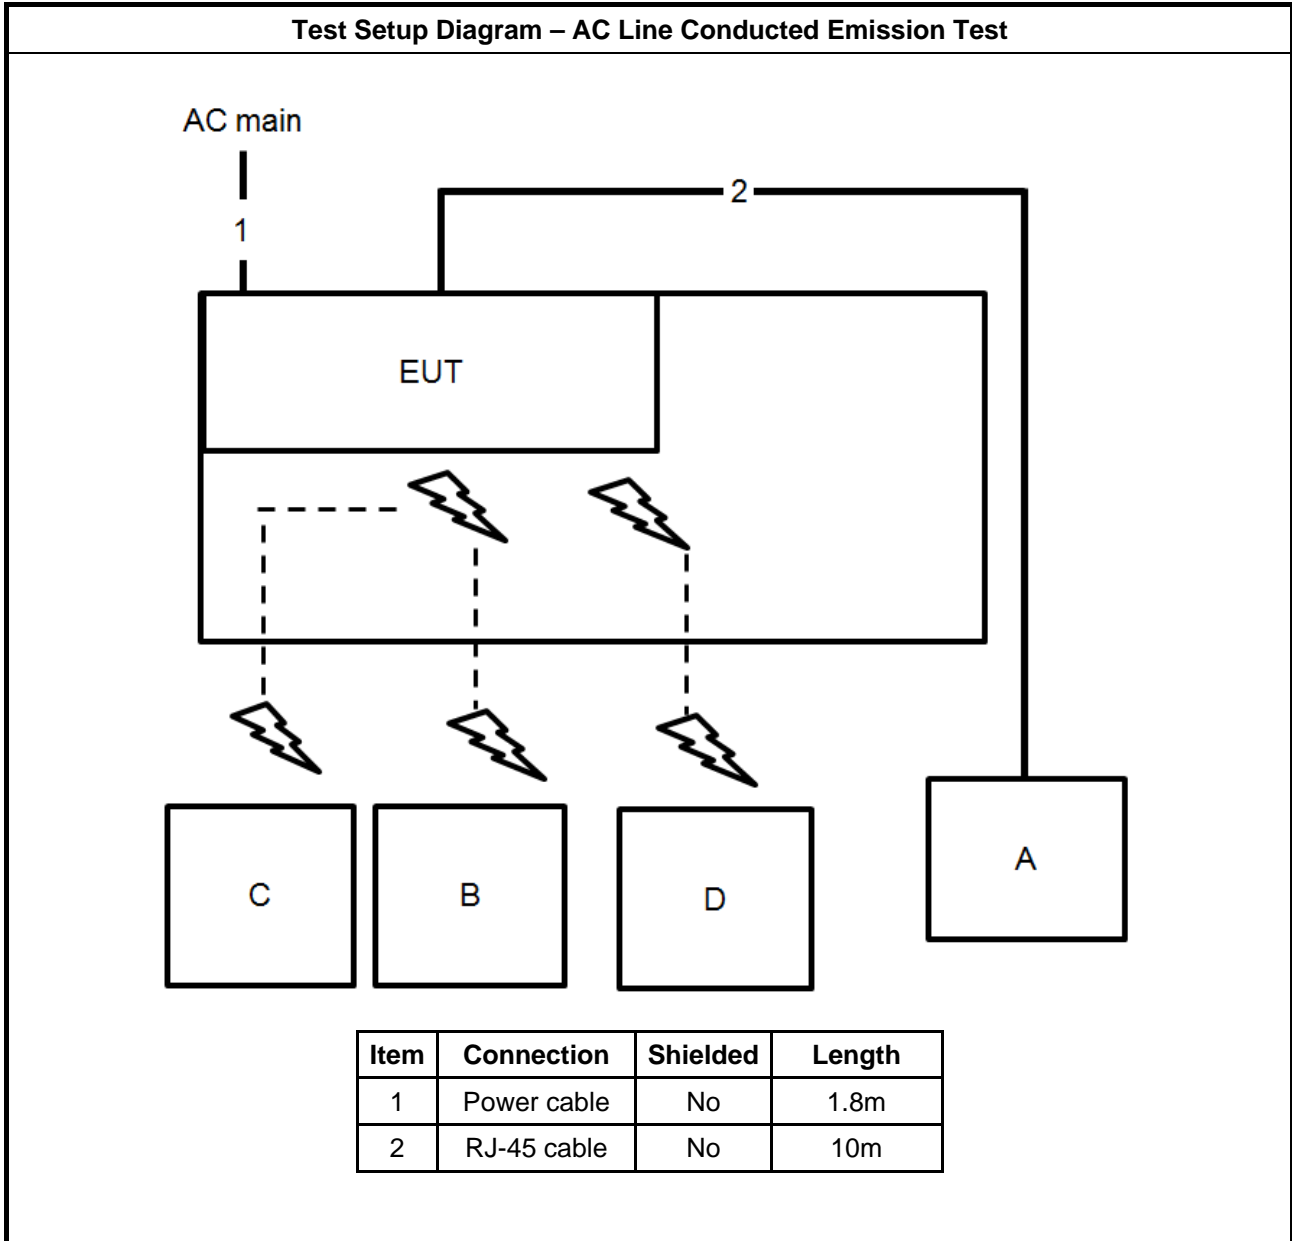 Test Setup Diagram – AC Line Conducted Emission Test
AC main
1
2
EUT
C
B
D
A
Item Connection Shielded Length
1 Power cable No 1.8m
2 RJ-45 cable No 10m